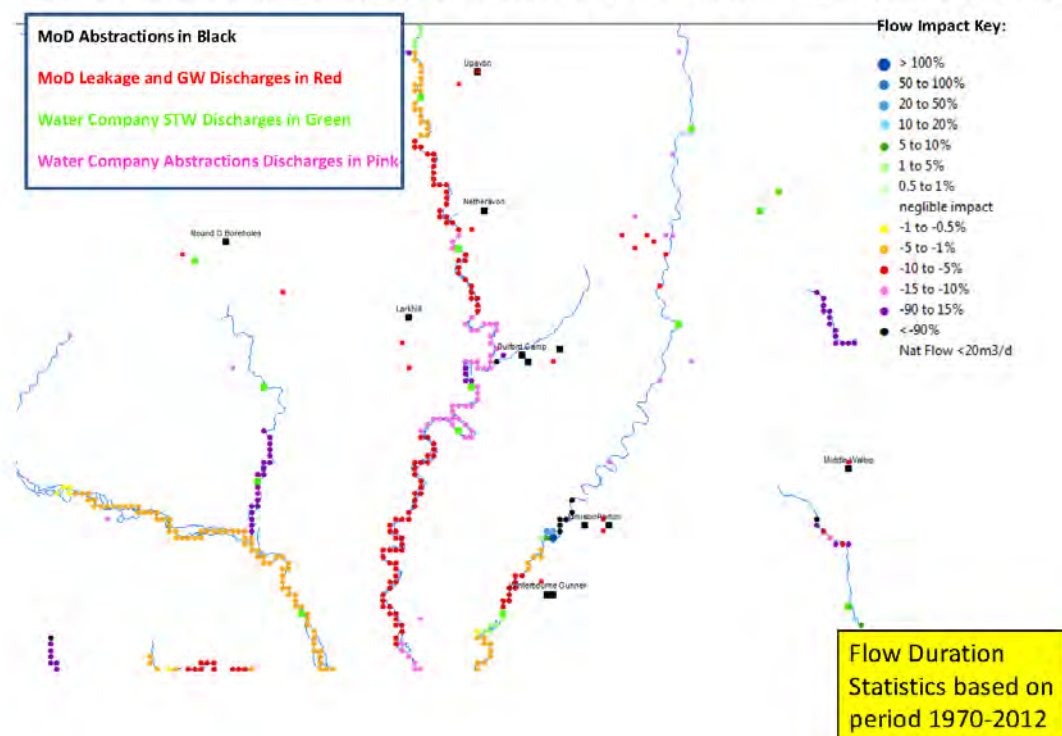 MoD Abstractions in Black
MoD Leakage and GW Discharges in Red
Water Company STW Discharges in Green
Water Company Abstractions Discharges in Pink
Flow Impact Key:
> 100%
50 to 100%
20 to 50%
10 to 20%
5 to 10%
1 to 5%
0.5 to 1%
neglible impact
-1 to -0.5%
-5 to -1%
-10 to -5%
-15 to -10%
-90 to 15%
<-90%
Nat Flow <20m3/d
Upavon
Netheravon
Round O Boreholes
Larkhill
Bulford Camp
Middle Wallop
Porton
Winterbourne Gunner
Flow Duration
Statistics based on
period 1970-2012